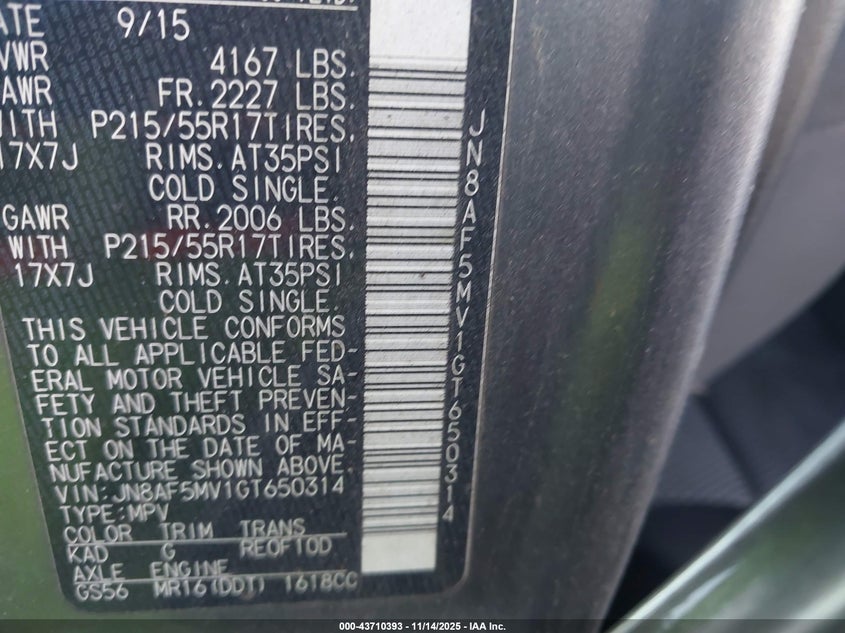 ATE 9/15
VWR 4167 LBS.
AWR FR.2227 LBS.
WITH P215/55R17TIRES.
17X7J RIMS.AT35PSI
COLD SINGLE
GAWR RR.2006 LBS.
WITH P215/55R17TIRES.
17X7J RIMS.AT35PSI
COLD SINGLE
THIS VEHICLE CONFORMS
TO ALL APPLICABLE FED-
ERAL MOTOR VEHICLE SA-
FETY AND THEFT PREVEN-
TION STANDARDS IN EFF-
ECT ON THE DATE OF MA-
NUFACTURE SHOWN ABOVE.
VIN:JN8AF5MV1GT650314
TYPE:MPV
COLOR TRIM TRANS
KAD G RE0F10D
AXLE ENGINE
GS56 MR16(DDT) 1618CC
JN8AF5MV1GT650314
000-43710393 - 11/14/2025 - IAA Inc.